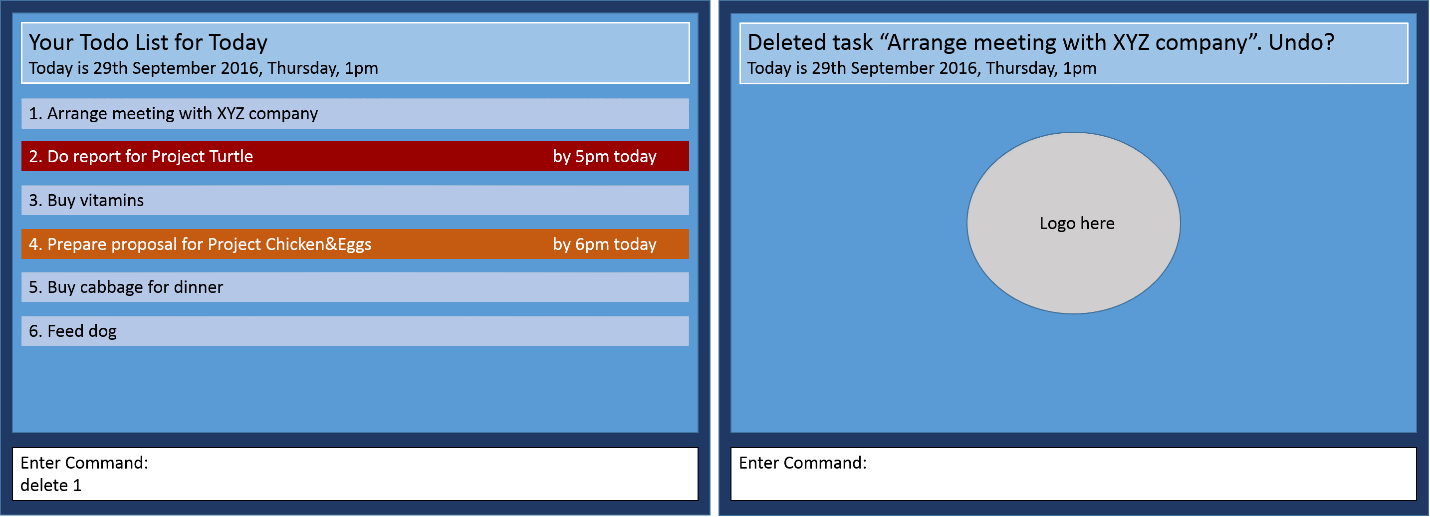 Your Todo List for Today
Today is 29th September 2016, Thursday, 1pm
1. Arrange meeting with XYZ company
2. Do report for Project Turtle by 5pm today
3. Buy vitamins
4. Prepare proposal for Project Chicken&Eggs by 6pm today
5. Buy cabbage for dinner
6. Feed dog
Enter Command:
delete 1
Deleted task “Arrange meeting with XYZ company”. Undo?
Today is 29th September 2016, Thursday, 1pm
Logo here
Enter Command: